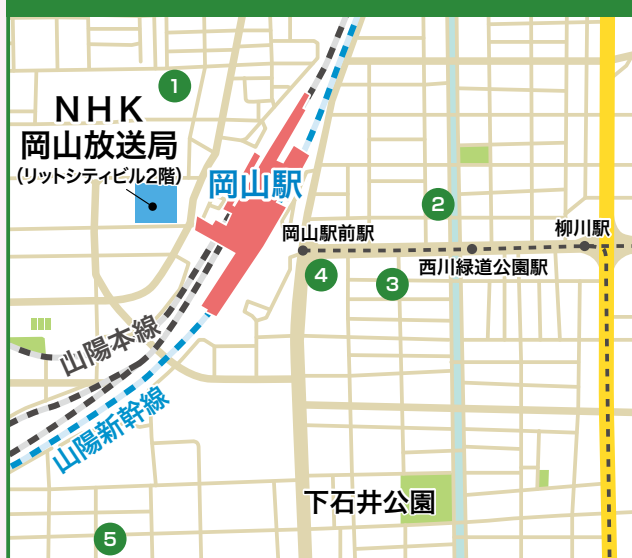 1
NHK
岡山放送局
(リットシティビル2階)
岡山駅
2
岡山駅前駅
柳川駅
西川緑道公園駅
4
3
山陽本線
山陽新幹線
下石井公園
5